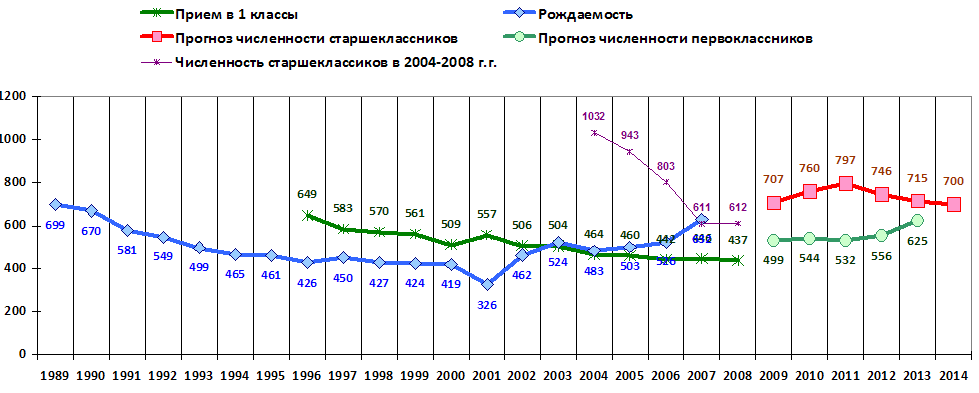 Прием в 1 классы
Рождаемость
Прогноз численности старшеклассников
Прогноз численности первоклассников
Численность старшеклассиков в 2004-2008 г.г.
1200
1000
800
600
400
200
0
1032 943 803 611 612
707 760 797 746 715 700
649 583 570 561 509 557 506 504 464 460 442 437
699 670 581 549 499 465 461 426 450 427 424 419 326 462 524 483 503 526
499 544 532 556 625
1989 1990 1991 1992 1993 1994 1995 1996 1997 1998 1999 2000 2001 2002 2003 2004 2005 2006 2007 2008 2009 2010 2011 2012 2013 2014